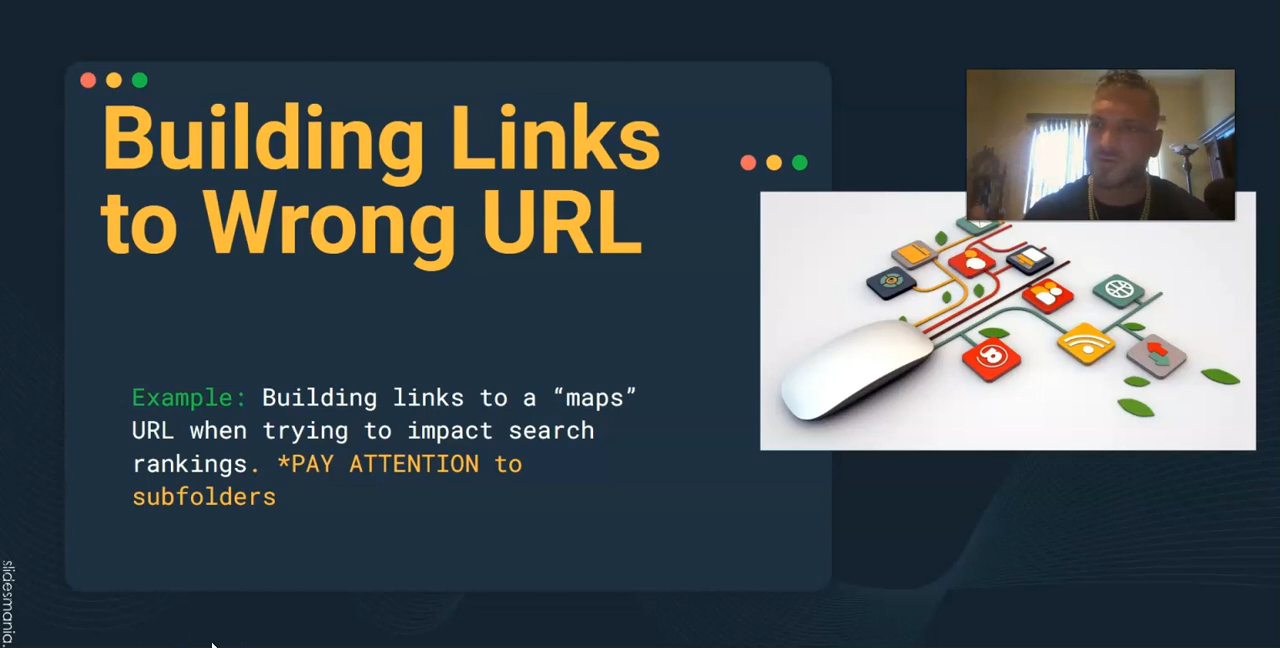 Building Links
to Wrong URL
Example: Building links to a “maps”
URL when trying to impact search
rankings. *PAY ATTENTION to
subfolders
slidesmania.